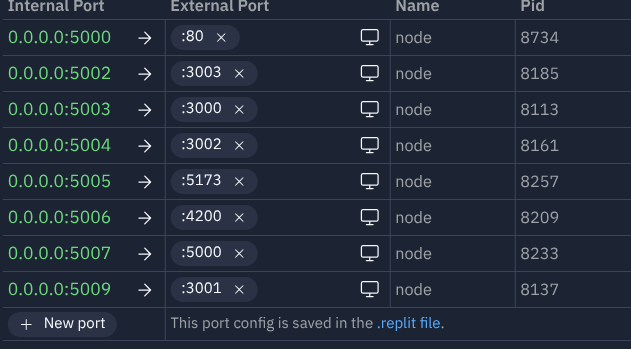 Internal Port External Port Name Pid
0.0.0.0:5000 → :80 × node 8734
0.0.0.0:5002 → :3003 × node 8185
0.0.0.0:5003 → :3000 × node 8113
0.0.0.0:5004 → :3002 × node 8161
0.0.0.0:5005 → :5173 × node 8257
0.0.0.0:5006 → :4200 × node 8209
0.0.0.0:5007 → :5000 × node 8233
0.0.0.0:5009 → :3001 × node 8137
+ New port This port config is saved in the .replit file.